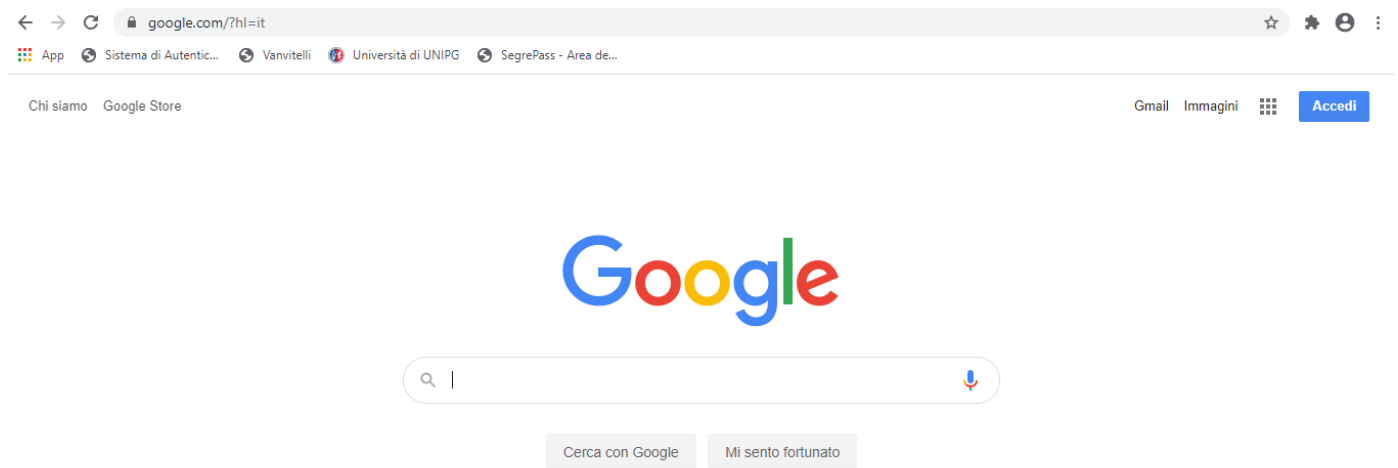 google.com/?hl=it
App Sistema di Autentic... Vanvitelli Università di UNIPG SegrePass - Area de...
Chi siamo Google Store Gmail Immagini Accedi
Google
Cerca con Google Mi sento fortunato